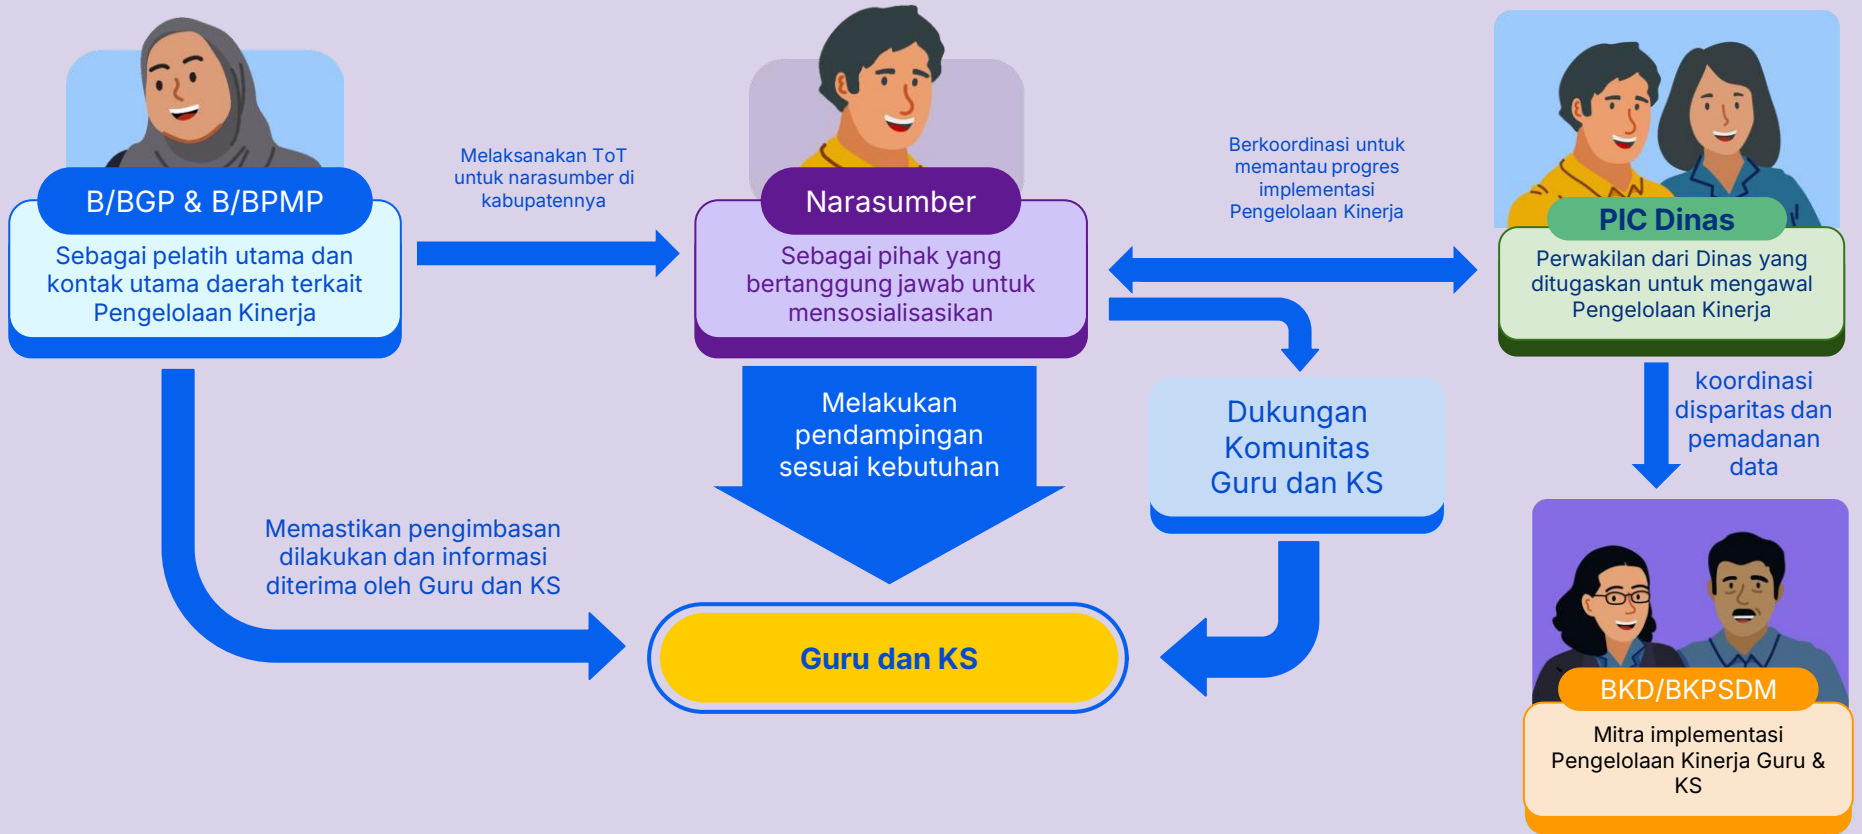 B/BGP & B/BPMP
Sebagai pelatih utama dan
kontak utama daerah terkait
Pengelolaan Kinerja
Melaksanakan ToT
untuk narasumber di
kabupatennya
Narasumber
Sebagai pihak yang
bertanggung jawab untuk
mensosialisasikan
Berkoordinasi untuk
memantau progres
implementasi
Pengelolaan Kinerja
PIC Dinas
Perwakilan dari Dinas yang
ditugaskan untuk mengawal
Pengelolaan Kinerja
Melakukan
pendampingan
sesuai kebutuhan
Dukungan
Komunitas
Guru dan KS
koordinasi
disparitas dan
pemadanan
data
Memastikan pengimbasan
dilakukan dan informasi
diterima oleh Guru dan KS
Guru dan KS
BKD/BKPSDM
Mitra implementasi
Pengelolaan Kinerja Guru &
KS